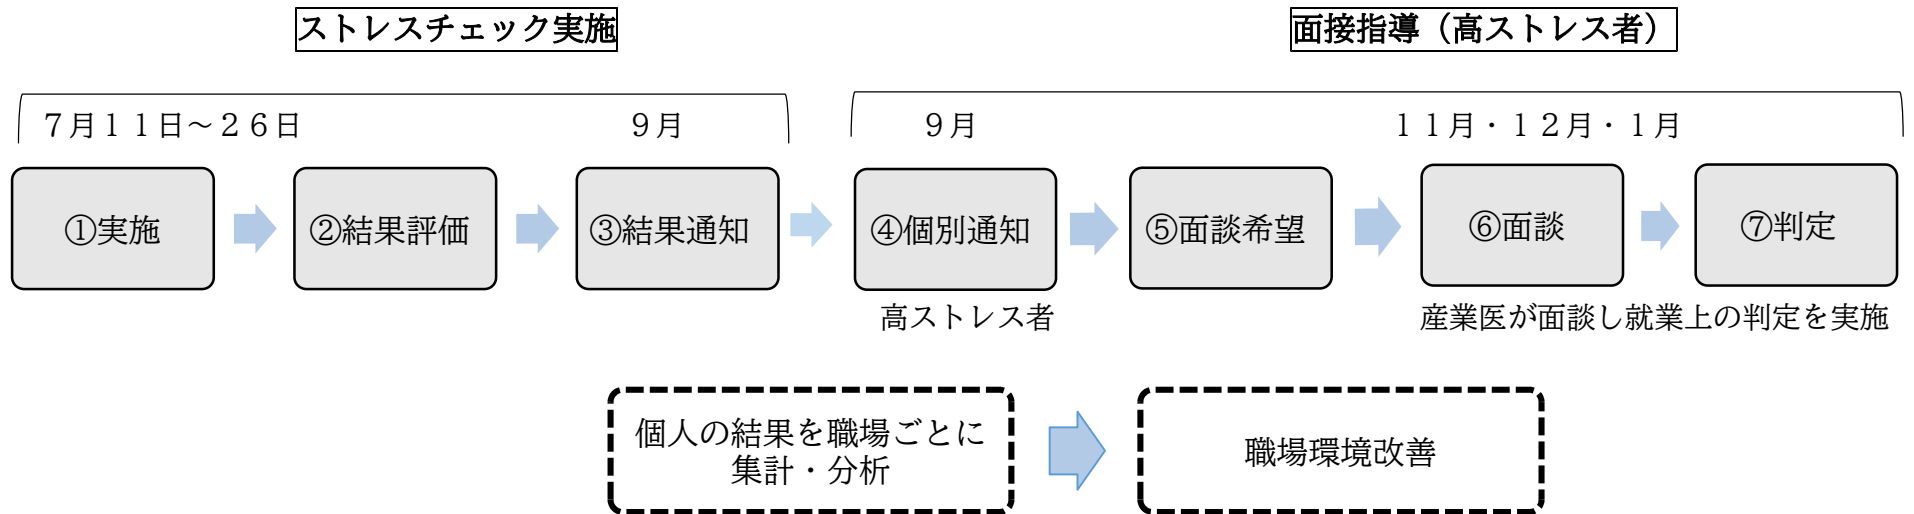 ストレスチェック実施
面接指導（高ストレス者）
７月１１日～２６日
９月
９月
１１月・１２月・１月
①実施
②結果評価
③結果通知
④個別通知
⑤面談希望
⑥面談
⑦判定
高ストレス者
産業医が面談し就業上の判定を実施
個人の結果を職場ごとに
集計・分析
職場環境改善